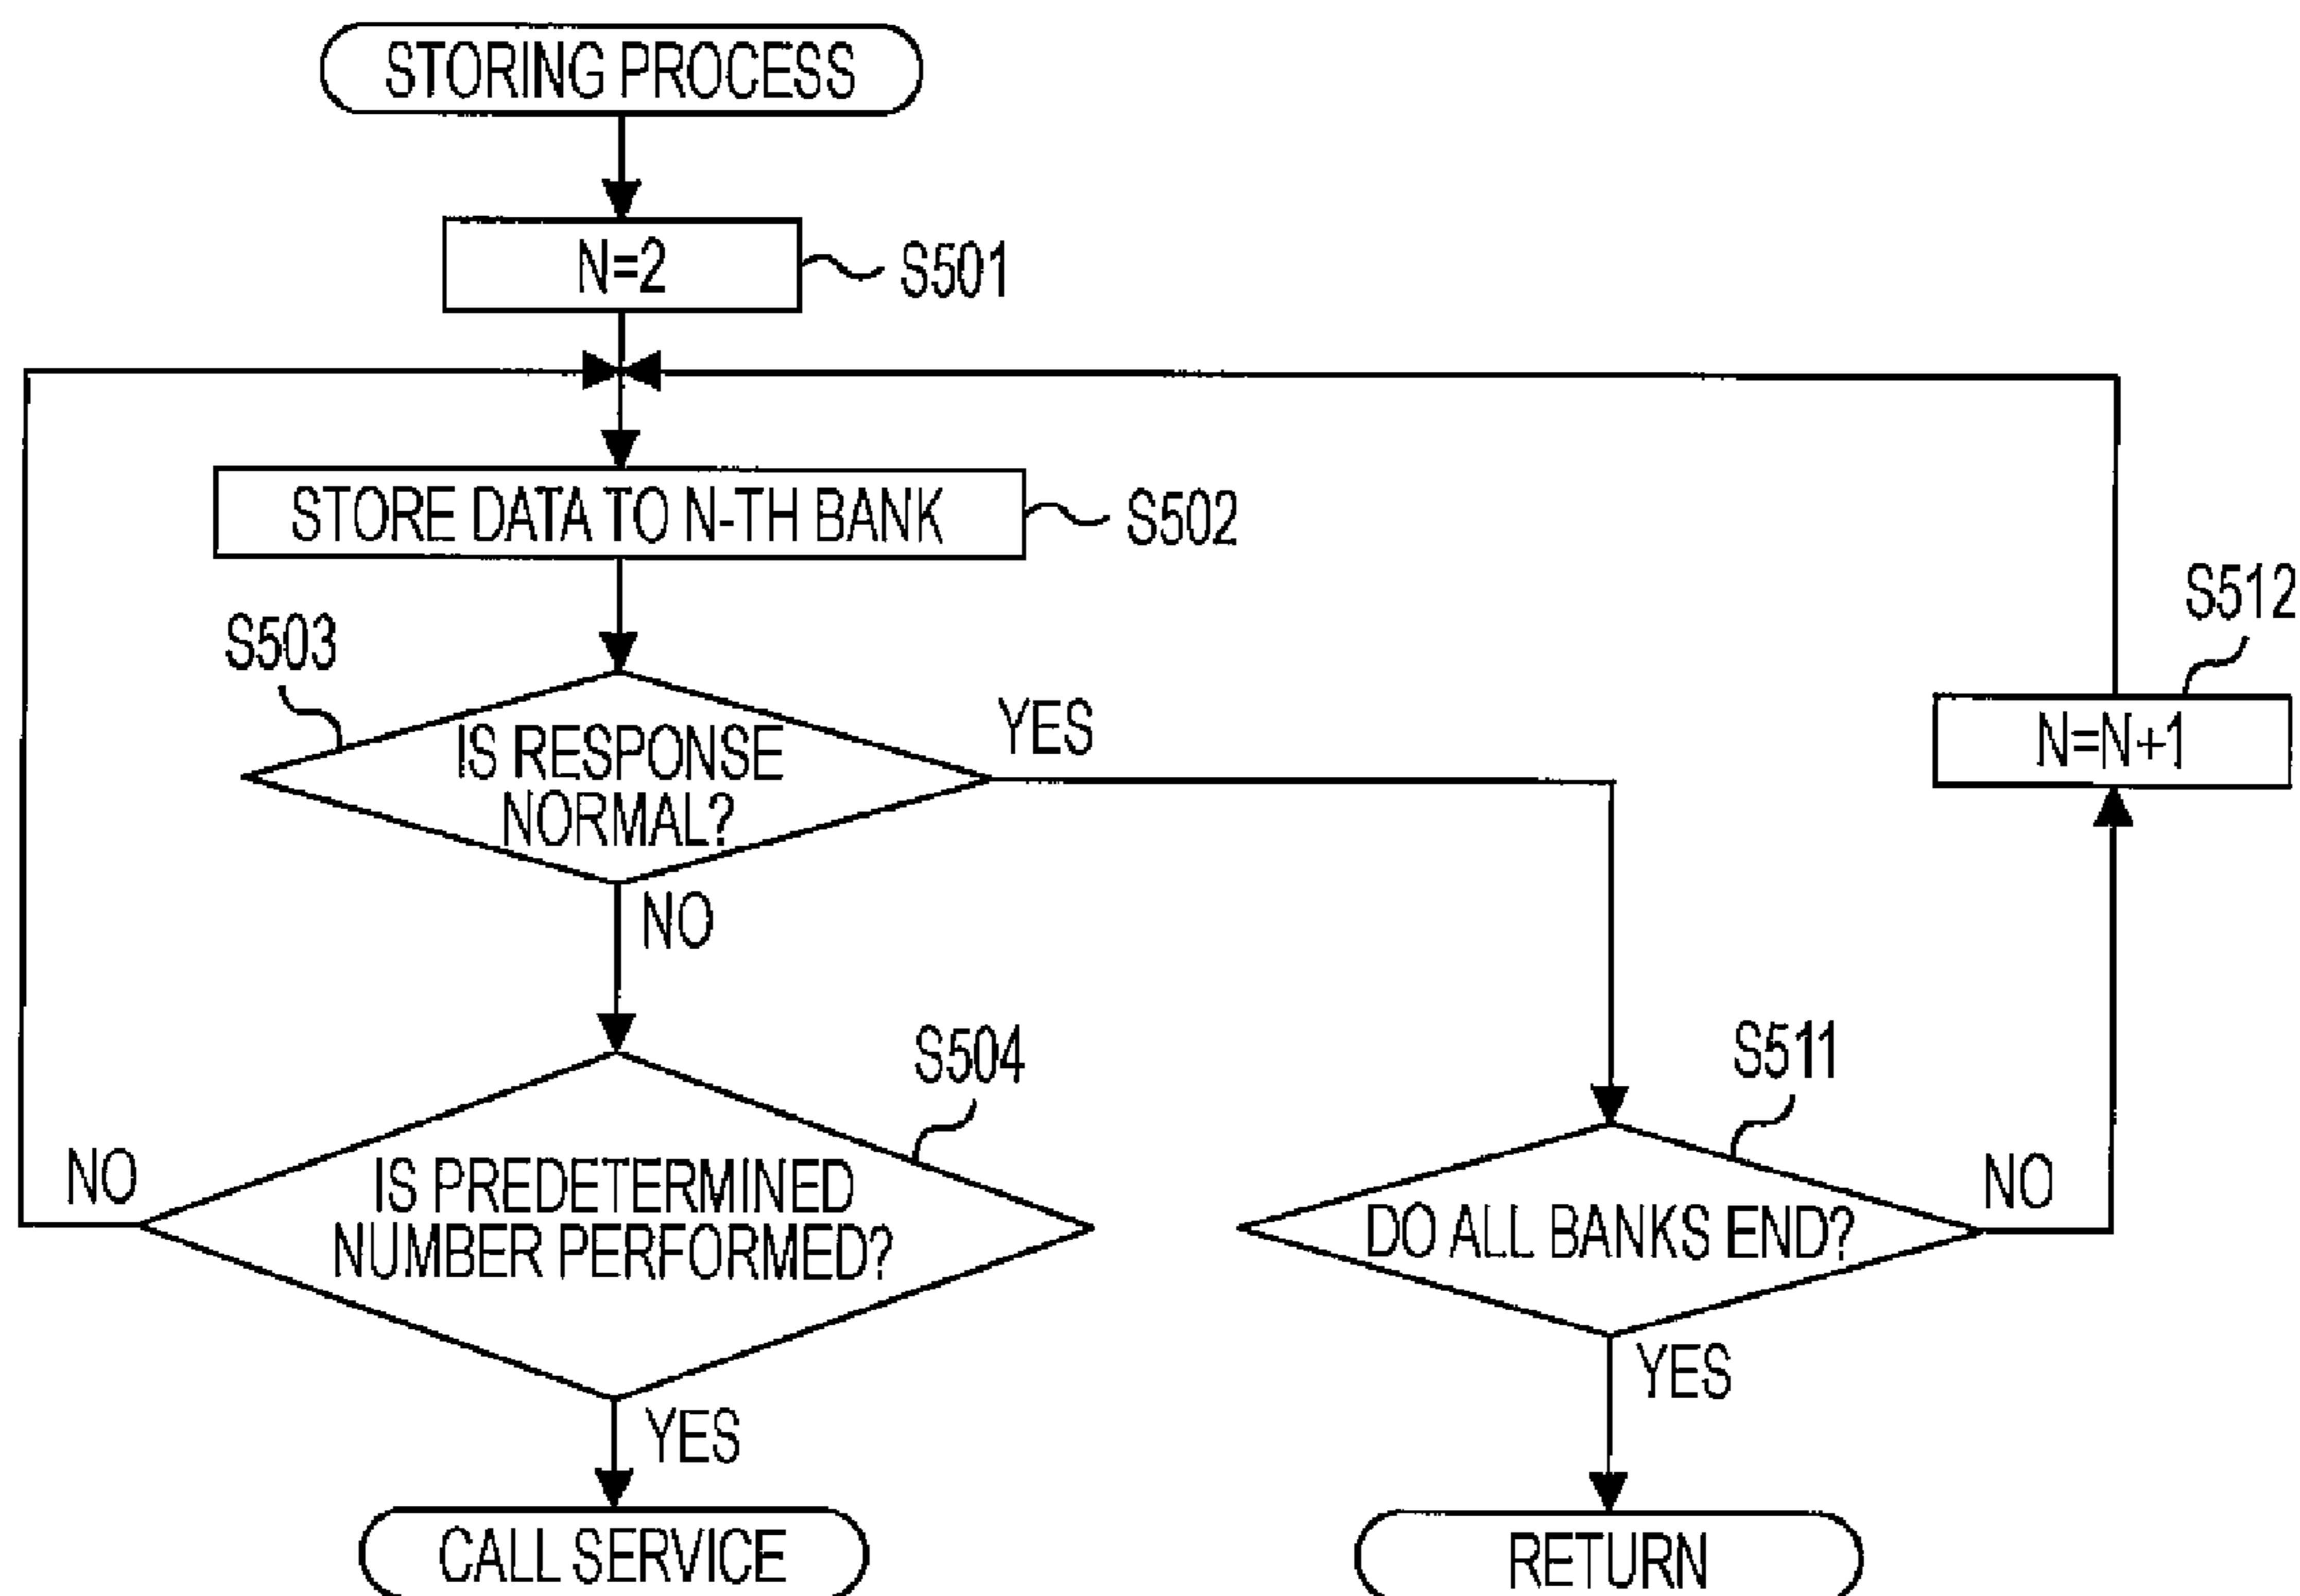 STORING PROCESS
N=2
S501
STORE DATA TO N-TH BANK
S502
S503
IS RESPONSE
NORMAL?
YES
NO
S512
N=N+1
S504
IS PREDETERMINED
NUMBER PERFORMED?
NO
YES
S511
DO ALL BANKS END?
NO
YES
CALL SERVICE
RETURN